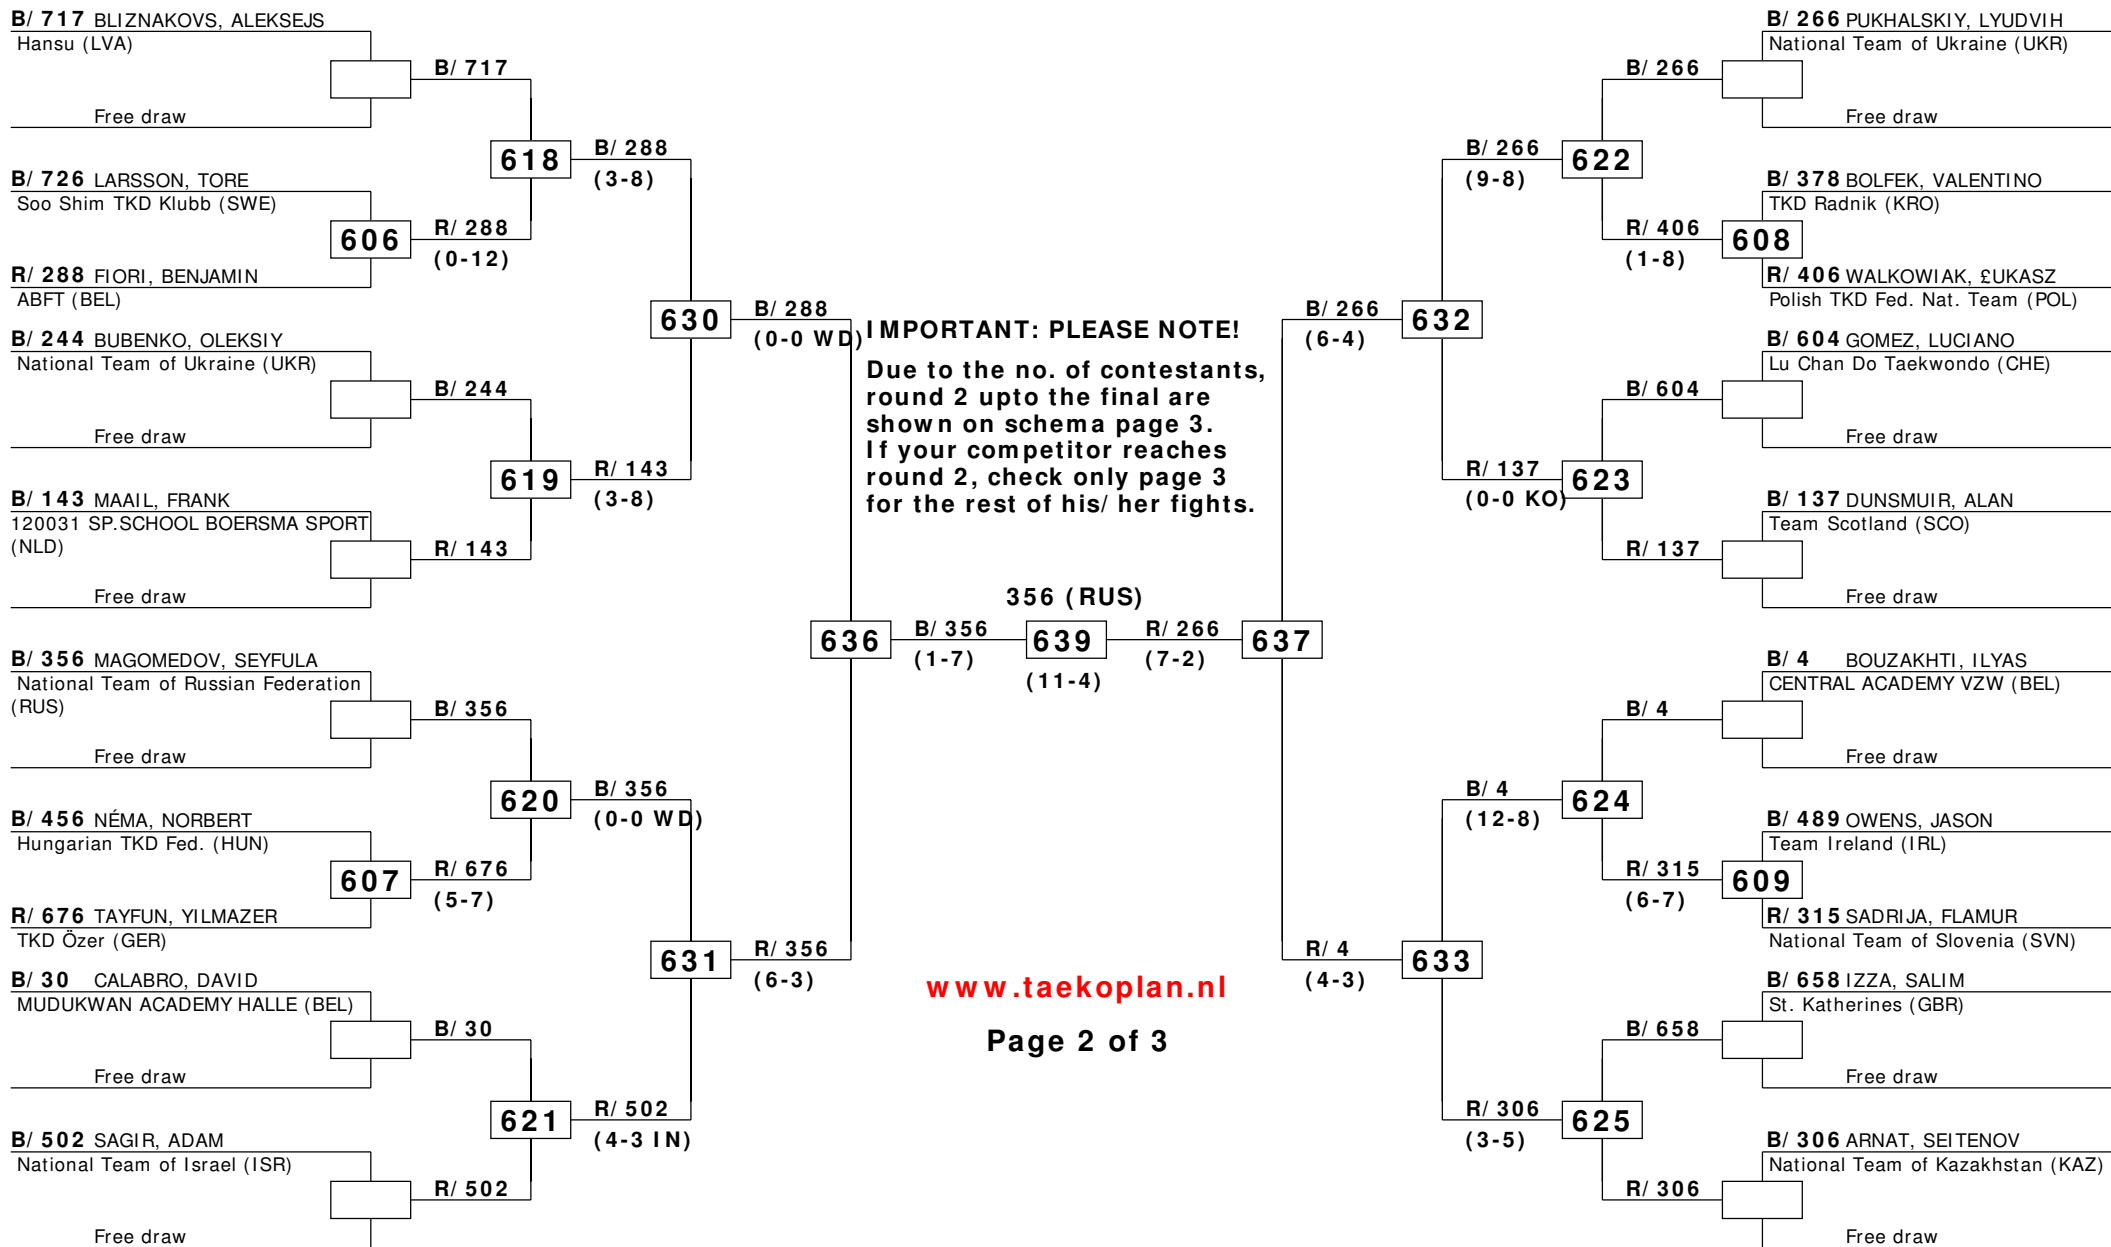 B/ 717 BLIZNAKOVS, ALEKSEJS
Hansu (LVA)
Free draw
B/ 717
B/ 726 LARSSON, TORE
Soo Shim TKD Klubb (SWE)
606
R/ 288
(0-12)
R/ 288 FIORI, BENJAMIN
ABFT (BEL)
618
B/ 288
(3-8)
B/ 244 BUBENKO, OLEKSIY
National Team of Ukraine (UKR)
Free draw
B/ 244
B/ 143 MAAIL, FRANK
120031 SP.SCHOOL BOERSMA SPORT
(NLD)
Free draw
R/ 143
619
R/ 143
(3-8)
630
B/ 288
(0-0 WD)
B/ 356 MAGOMEDOV, SEYFULA
National Team of Russian Federation
(RUS)
Free draw
B/ 356
B/ 456 NÉMA, NORBERT
Hungarian TKD Fed. (HUN)
607
R/ 676
(5-7)
R/ 676 TAYFUN, YILMAZER
TKD Özer (GER)
620
B/ 356
(0-0 WD)
B/ 30 CALABRO, DAVID
MUDUKWAN ACADEMY HALLE (BEL)
Free draw
B/ 30
B/ 502 SAGIR, ADAM
National Team of Israel (ISR)
Free draw
R/ 502
621
R/ 502
(4-3 IN)
631
R/ 356
(6-3)
636
B/ 356
(1-7)
IMPORTANT: PLEASE NOTE!
Due to the no. of contestants,
round 2 upto the final are
shown on schema page 3.
If your competitor reaches
round 2, check only page 3
for the rest of his/ her fights.
356 (RUS)
639
(11-4)
R/ 266
(7-2)
637
www.taekoplan.nl
Page 2 of 3
B/ 266
(6-4)
632
B/ 266
(9-8)
622
B/ 266
B/ 266 PUKHALSKIY, LYUDVIH
National Team of Ukraine (UKR)
Free draw
B/ 378 BOLFEK, VALENTINO
TKD Radnik (KRO)
R/ 406
(1-8)
608
R/ 406 WALKOWIAK, £UKASZ
Polish TKD Fed. Nat. Team (POL)
B/ 604 GOMEZ, LUCIANO
Lu Chan Do Taekwondo (CHE)
B/ 604
Free draw
R/ 137
(0-0 KO)
623
B/ 137 DUNSMUIR, ALAN
Team Scotland (SCO)
R/ 137
Free draw
R/ 4
(4-3)
633
B/ 4
(12-8)
624
B/ 4
B/ 4 BOUZAKHTI, ILYAS
CENTRAL ACADEMY VZW (BEL)
Free draw
B/ 489 OWENS, JASON
Team Ireland (IRL)
R/ 315
(6-7)
609
R/ 315 SADRIJA, FLAMUR
National Team of Slovenia (SVN)
B/ 658 IZZA, SALIM
St. Katherines (GBR)
B/ 658
Free draw
R/ 306
(3-5)
625
B/ 306 ARNAT, SEITENOV
National Team of Kazakhstan (KAZ)
R/ 306
Free draw